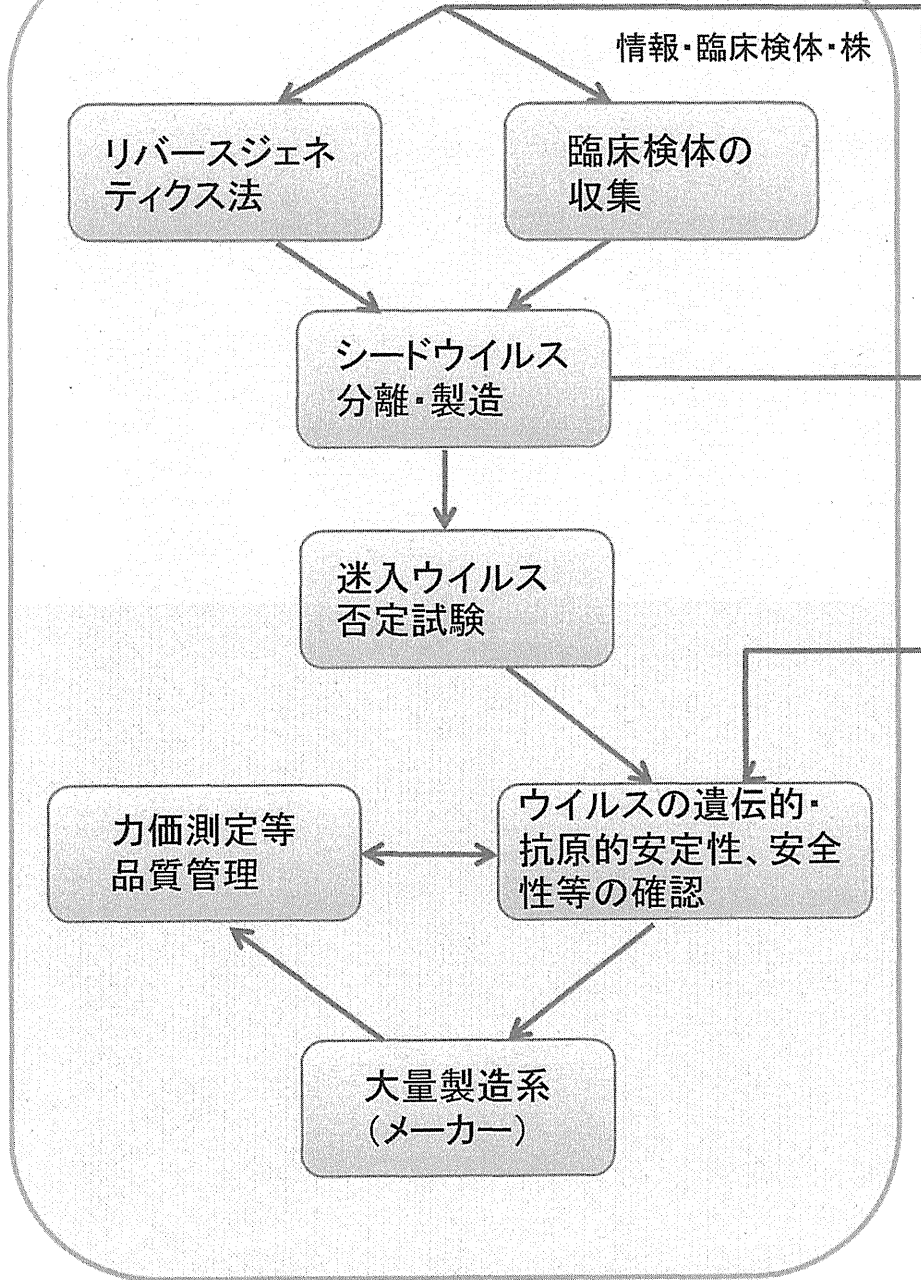 情報・臨床検体・株
リバースジェネ
ティクス法
臨床検体の
収集
シードウイルス
分離・製造
迷入ウイルス
否定試験
力価測定等
品質管理
ウイルスの遺伝的・
抗原的安定性、安全
性等の確認
大量製造系
(メーカー)